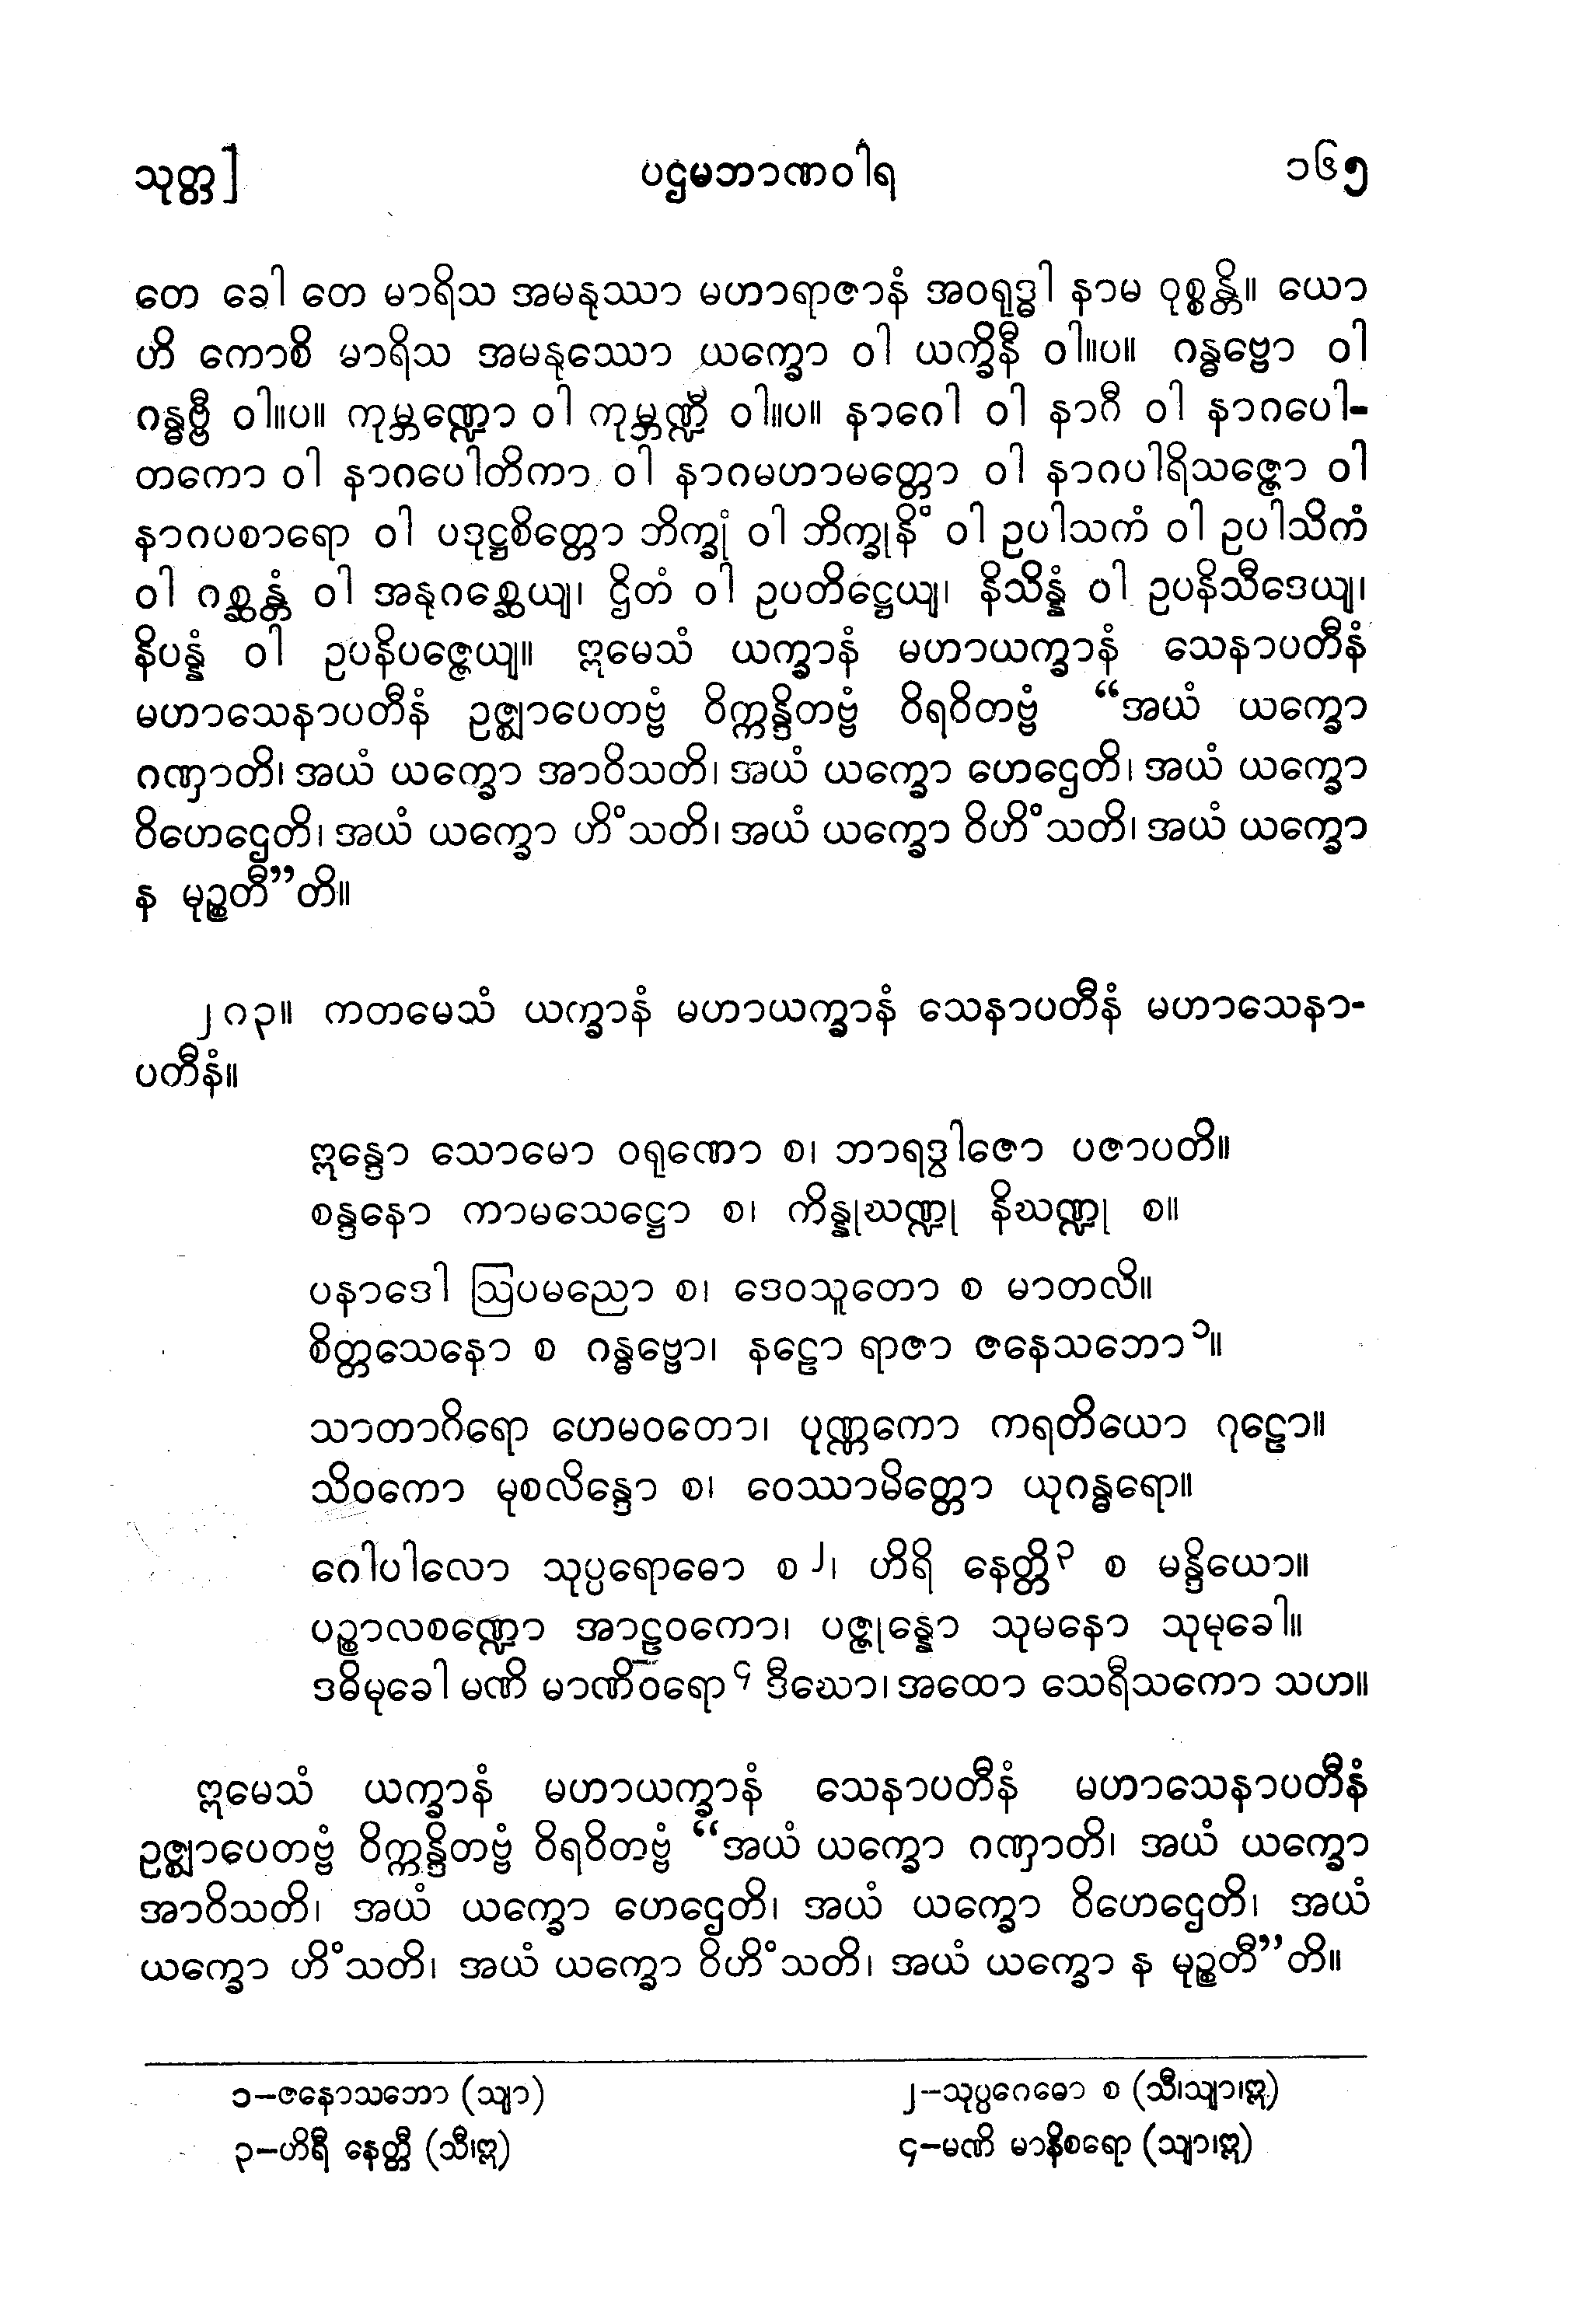 သုတ္တ] ပဌမဘာဏဝါရ ၁၆၅
တေ ခေါ တေ မာရိသ အမနုဿာ မဟာရာဇာနံ အဝရုဒ္ဓါ နာမ ဝုစ္စန္တိ။ ယော
ဟိ ကောစိ မာရိသ အမနုဿော ယက္ခော ဝါ ယက္ခိနီ ဝါ။ပ။ ဂန္ဓဗ္ဗော ဝါ
ဂန္ဓဗ္ဗီ ဝါ။ပ။ ကုမ္ဘဏ္ဍော ဝါ ကုမ္ဘဏ္ဍီ ဝါ။ပ။ နာဂေါ ဝါ နာဂီ ဝါ နာဂပေါ-
တကော ဝါ နာဂပေါတိကာ ဝါ နာဂမဟာမတ္တော ဝါ နာဂပါရိသဇ္ဇော ဝါ
နာဂပစာရော ဝါ ပဒုဋ္ဌစိတ္တော ဘိက္ခုံ ဝါ ဘိက္ခုနိံ ဝါ ဥပါသကံ ဝါ ဥပါသိကံ
ဝါ ဂစ္ဆန္တံ ဝါ အနုဂစ္ဆေယျ၊ ဌိတံ ဝါ ဥပတိဋ္ဌေယျ၊ နိသိန္နံ ဝါ ဥပနိသီဒေယျ၊
နိပန္နံ ဝါ ဥပနိပဇ္ဇေယျ။ ဣမေသံ ယက္ခာနံ မဟာယက္ခာနံ သေနာပတီနံ
မဟာသေနာပတီနံ ဥဇ္ဈာပေတဗ္ဗံ ဝိက္ကန္ဒိတဗ္ဗံ ဝိရဝိတဗ္ဗံ “အယံ ယက္ခော
ဂဏှာတိ၊ အယံ ယက္ခော အာဝိသတိ၊ အယံ ယက္ခော ဟေဌေတိ၊ အယံ ယက္ခော
ဝိဟေဌေတိ၊ အယံ ယက္ခော ဟိံသတိ၊ အယံ ယက္ခော ဝိဟိံသတိ၊ အယံ ယက္ခော
န မုဉ္စတီ”တိ။
၂၈၃။ ကတမေသံ ယက္ခာနံ မဟာယက္ခာနံ သေနာပတီနံ မဟာသေနာ-
ပတီနံ။
ဣန္ဒော သောမော ဝရုဏော စ၊ ဘာရဒွါဇော ပဇာပတိ။
စန္ဒနော ကာမသေဋ္ဌော စ၊ ကိန္နုဃဏ္ဍု နိဃဏ္ဍု စ။
ပနာဒေါ ဩပမညော စ၊ ဒေဝသူတော စ မာတလိ။
စိတ္တသေနော စ ဂန္ဓဗ္ဗော၊ နဠော ရာဇာ ဇနေသဘော၁။
သာတာဂိရော ဟေမဝတော၊ ပုဏ္ဏကော ကရတိယော ဂုဠော။
သိဝကော မုစလိန္ဒော စ၊ ဝေဿာမိတ္တော ယုဂန္ဓရော။
ဂေါပါလော သုပ္ပရောဓော စ၂၊ ဟိရိ နေတ္တိ၃ စ မန္ဒိယော။
ပဉ္စာလစဏ္ဍော အာဠဝကော၊ ပဇ္ဇုန္နော သုမနော သုမုခေါ။
ဒဓိမုခေါ မဏိ မာဏိဝရော၄ ဒီဃော၊ အထော သေရီသကော သဟ။
ဣမေသံ ယက္ခာနံ မဟာယက္ခာနံ သေနာပတီနံ မဟာသေနာပတီနံ
ဥဇ္ဈာပေတဗ္ဗံ ဝိက္ကန္ဒိတဗ္ဗံ ဝိရဝိတဗ္ဗံ “အယံ ယက္ခော ဂဏှာတိ၊ အယံ ယက္ခော
အာဝိသတိ၊ အယံ ယက္ခော ဟေဌေတိ၊ အယံ ယက္ခော ဝိဟေဌေတိ၊ အယံ
ယက္ခော ဟိံသတိ၊ အယံ ယက္ခော ဝိဟိံသတိ၊ အယံ ယက္ခော န မုဉ္စတီ”တိ။
၁–ဇနောသဘော (သျာ) ၂–သုပ္ပဂေဓော စ (သီ၊သျာ၊ဣ)
၃–ဟိရီ နေတ္တီ (သီ၊ဣ) ၄–မဏိ မာနိစရော (သျာ၊ဣ)